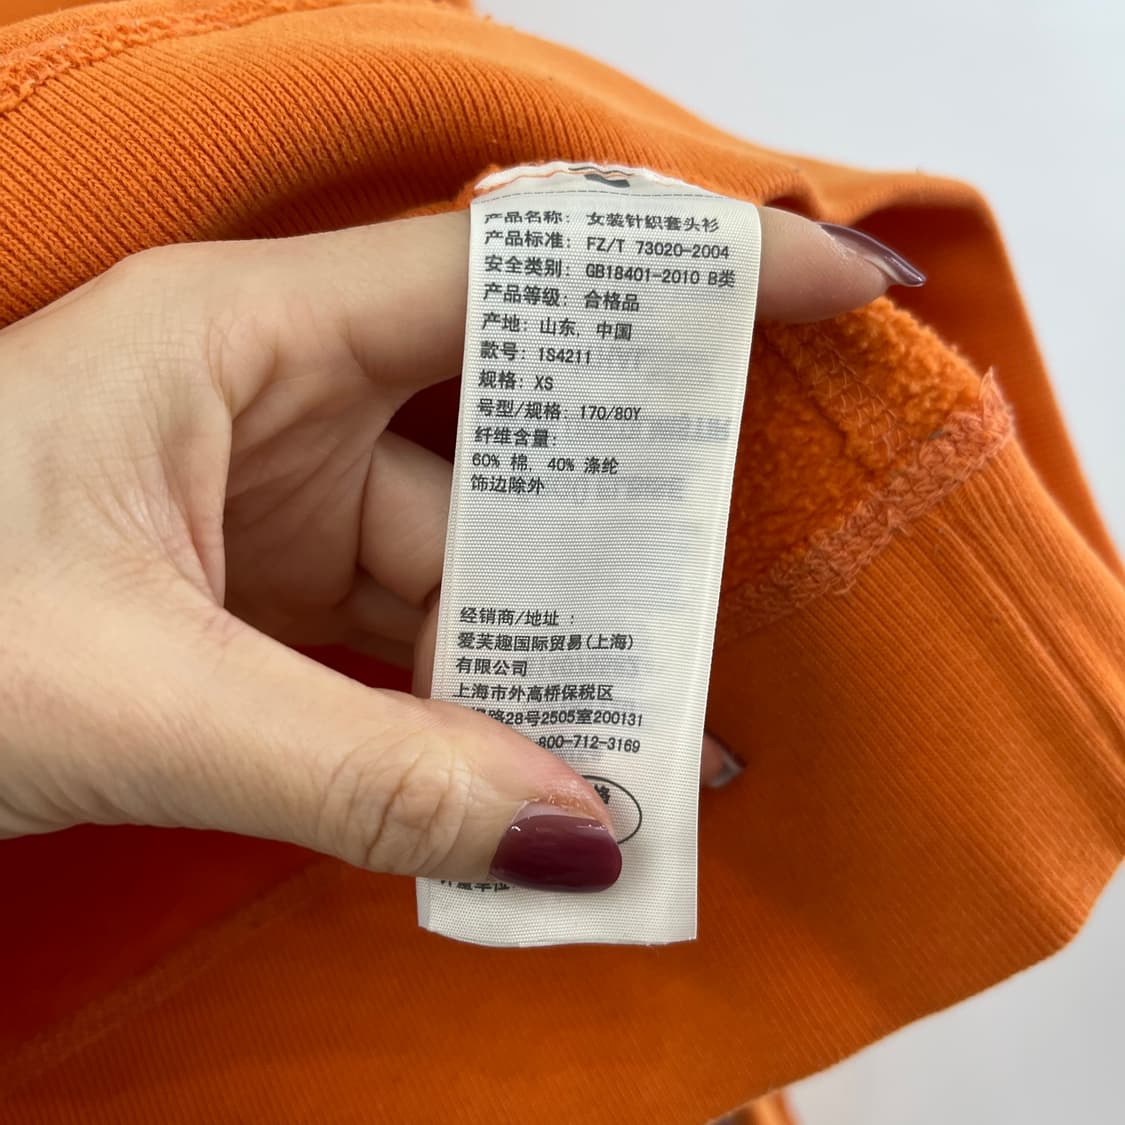 产品名称: 女装针织套头衫
产品标准: FZ/T 73020-2004
安全类别: GB18401-2010 B类
产品等级: 合格品
产地: 山东, 中国
款号: 1S4211
规格: XS
号型/规格: 170/80Y
纤维含量:
60% 棉, 40% 涤纶
饰边除外
经销商/地址 :
爱芙趣国际贸易(上海)
有限公司
上海市外高桥保税区
路28号2505室200131
-800-712-3169
格